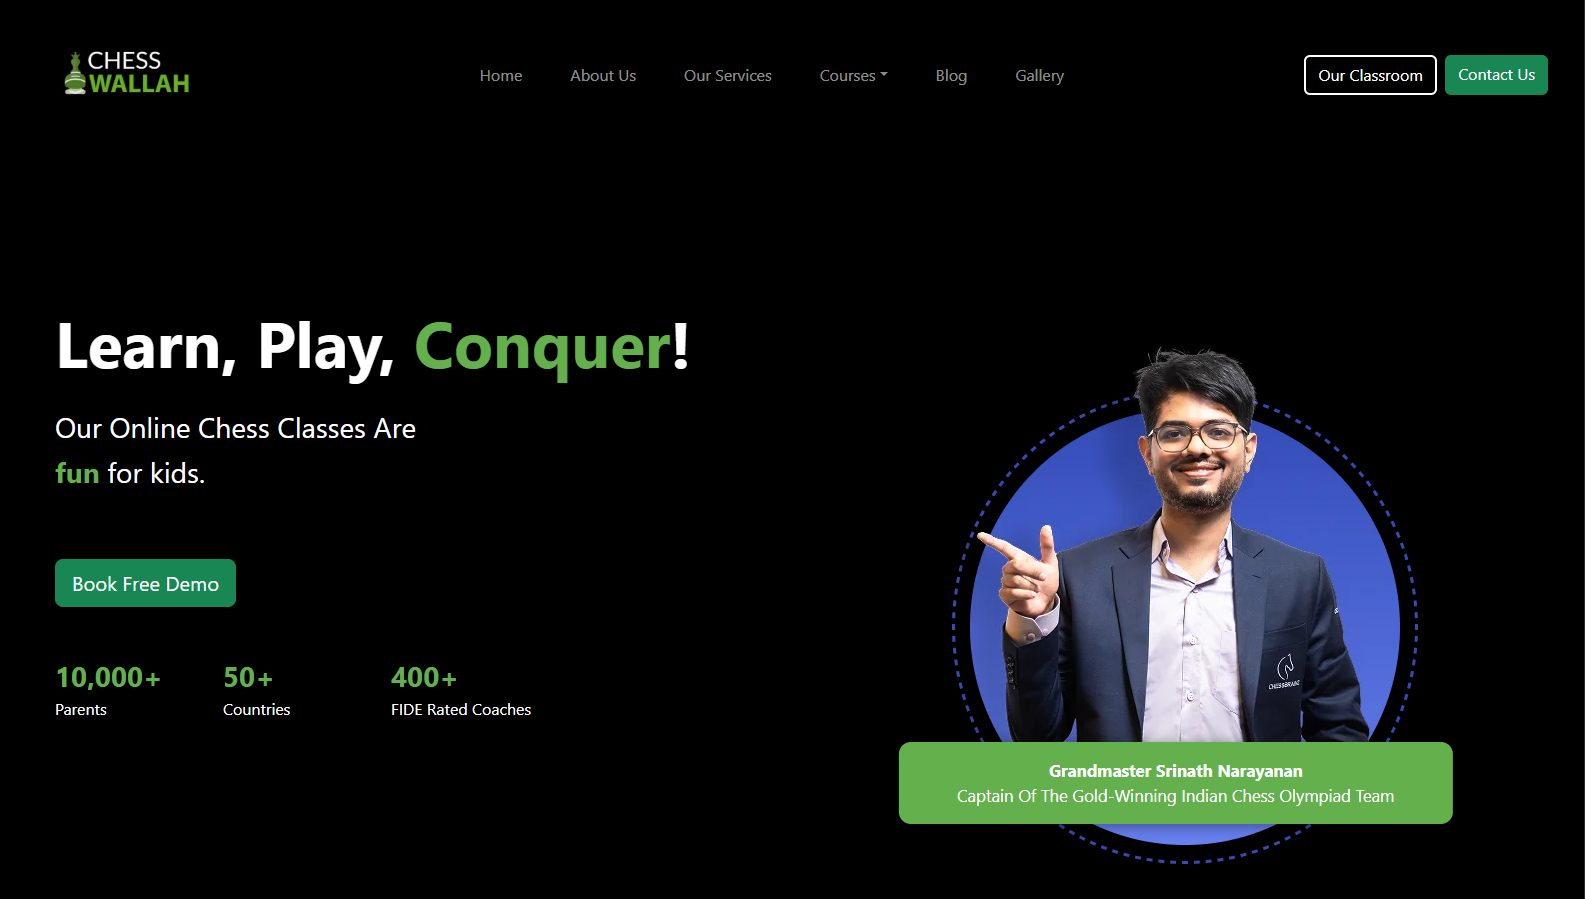 CHESS
WALLAH
Home
About Us
Our Services
Courses
Blog
Gallery
Our Classroom
Contact Us
Learn, Play, Conquer!
Our Online Chess Classes Are
fun for kids.
Book Free Demo
10,000+
50+
400+
Parents
Countries
FIDE Rated Coaches
CHESSBRAINZ
Grandmaster Srinath Narayanan
Captain Of The Gold-Winning Indian Chess Olympiad Team